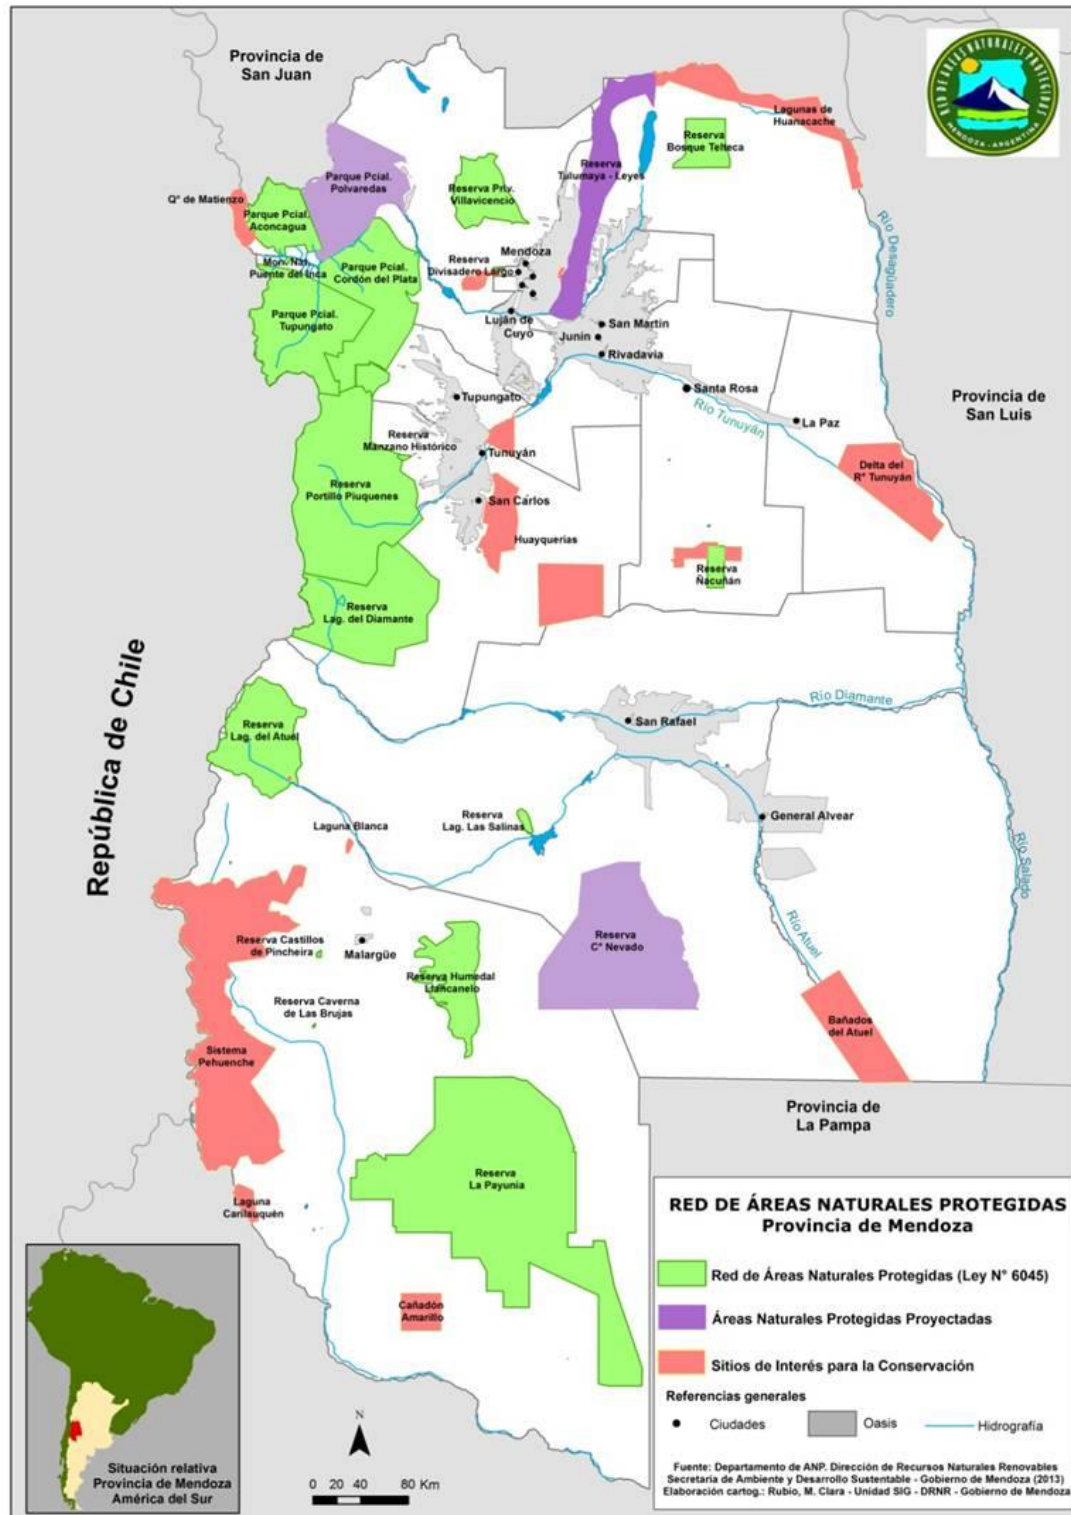 Provincia de
San Juan
RED DE ÁREAS NATURALES PROTEGIDAS
MENDOZA - ARGENTINA
Lagunas de
Huanacache
Reserva
Bosque Telteca
Reserva
Tulumaya - Leyes
Parque Pcial.
Polvaredas
Reserva Priv.
Villavicencio
Q° de Matienzo
Parque Pcial.
Aconcagua
Río Desagüadero
Mon. Nat.
Puente del Inca
Parque Pcial.
Cordón del Plata
Reserva
Divisadero Largo
Mendoza
Parque Pcial.
Tupungato
Luján de
Cuyo
San Martín
Junín
Rivadavia
Provincia de
San Luis
Santa Rosa
Tupungato
Río Tunuyán
La Paz
Reserva
Manzano Histórico
Tunuyán
Delta del
R° Tunuyán
Reserva
Portillo Piuquenes
San Carlos
Huayquerías
Reserva
Ñacuñán
Reserva
Lag. del Diamante
República de Chile
Río Diamante
Reserva
Lag. del Atuel
San Rafael
Laguna Blanca
Reserva
Lag. Las Salinas
General Alvear
Río Salado
Reserva
C° Nevado
Río Atuel
Reserva Castillos
de Pincheira
Malargüe
Reserva Humedal
Llancanelo
Reserva Caverna
de Las Brujas
Bañados
del Atuel
Sistema
Pehuenche
Provincia de
La Pampa
Reserva
La Payunia
Laguna
Carilauquén
Cañadón
Amarillo
RED DE ÁREAS NATURALES PROTEGIDAS
Provincia de Mendoza
Red de Áreas Naturales Protegidas (Ley N° 6045)
Áreas Naturales Protegidas Proyectadas
Sitios de Interés para la Conservación
Referencias generales
Ciudades
Oasis
Hidrografía
Fuente: Departamento de ANP. Dirección de Recursos Naturales Renovables
Secretaria de Ambiente y Desarrollo Sustentable - Gobierno de Mendoza (2013)
Elaboración cartog.: Rubio, M. Clara - Unidad SIG - DRNR - Gobierno de Mendoza
Situación relativa
Provincia de Mendoza
América del Sur
N
0 20 40 80 Km